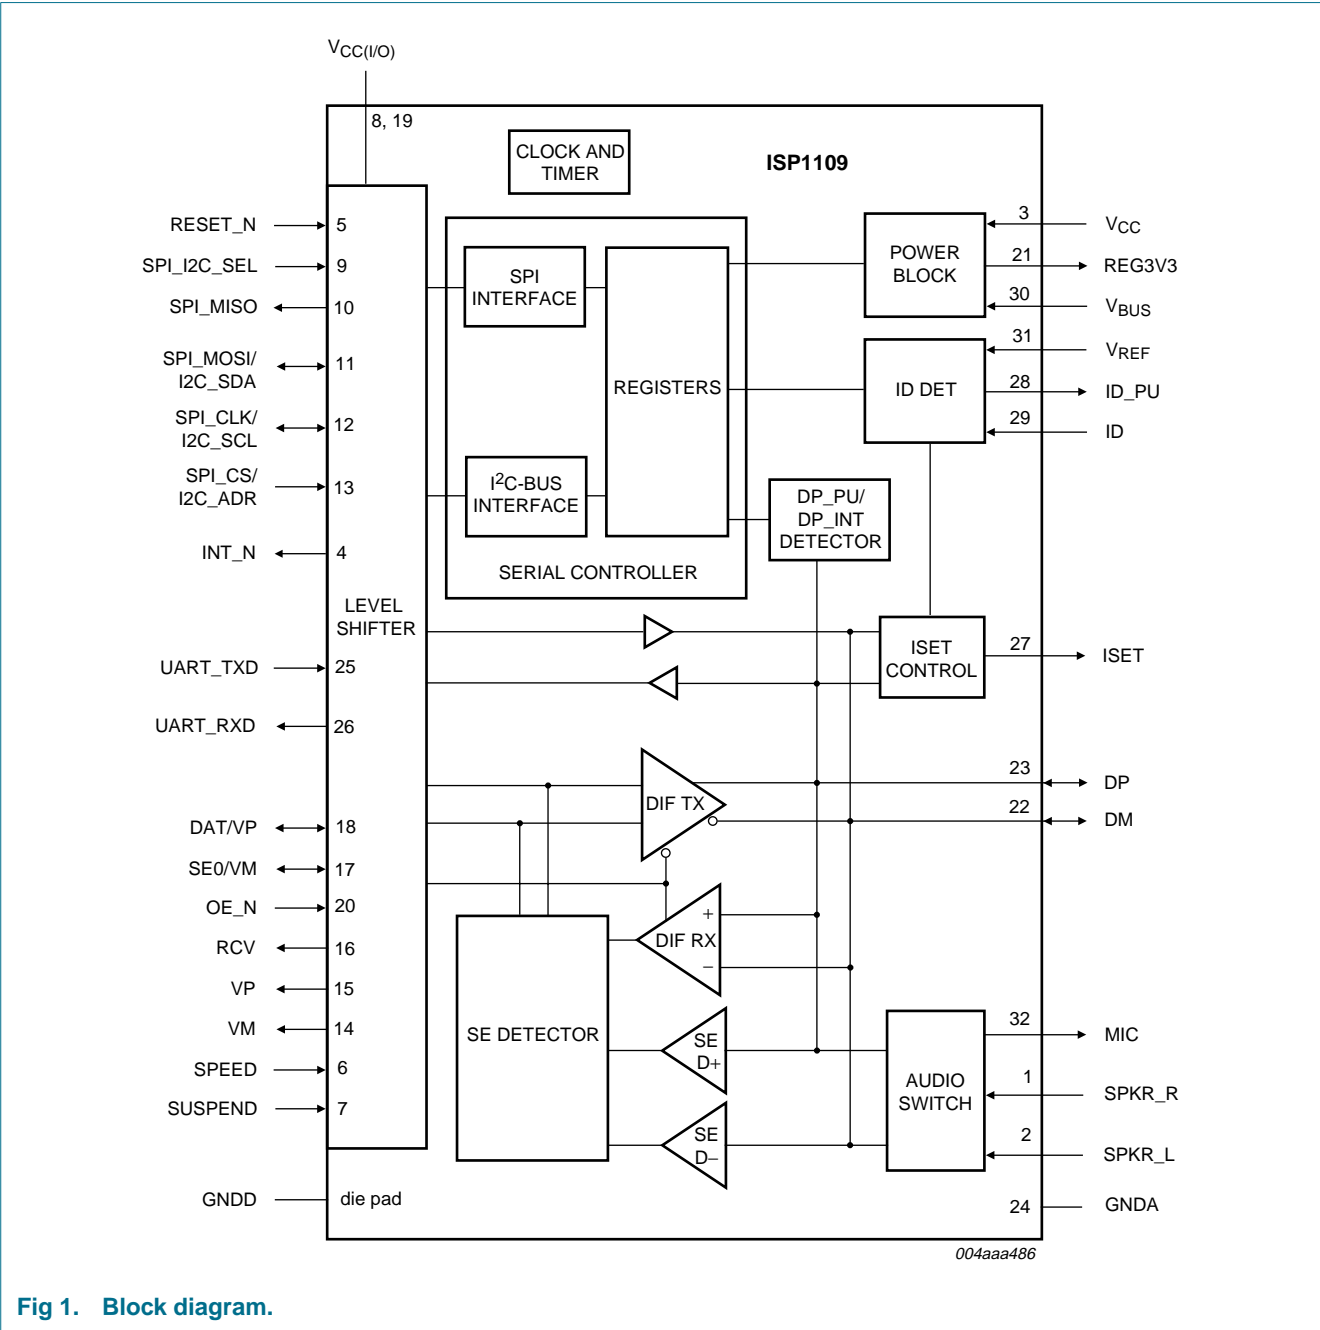 VCC(I/O)
8, 19
CLOCK AND
TIMER
ISP1109
RESET_N
5
SPI_I2C_SEL
9
SPI_MISO
10
SPI_MOSI/
I2C_SDA
11
SPI_CLK/
I2C_SCL
12
SPI_CS/
I2C_ADR
13
INT_N
4
LEVEL
SHIFTER
UART_TXD
25
UART_RXD
26
DAT/VP
18
SE0/VM
17
OE_N
20
RCV
16
VP
15
VM
14
SPEED
6
SUSPEND
7
GNDD
die pad
SPI
INTERFACE
I2C-BUS
INTERFACE
REGISTERS
SERIAL CONTROLLER
POWER
BLOCK
3
VCC
21
REG3V3
30
VBUS
ID DET
31
VREF
28
ID_PU
29
ID
DP_PU/
DP_INT
DETECTOR
ISET
CONTROL
27
ISET
DIF TX
23
DP
22
DM
+
DIF RX
−
SE DETECTOR
SE
D+
SE
D−
AUDIO
SWITCH
32
MIC
1
SPKR_R
2
SPKR_L
24
GNDA
004aaa486
Fig 1. Block diagram.